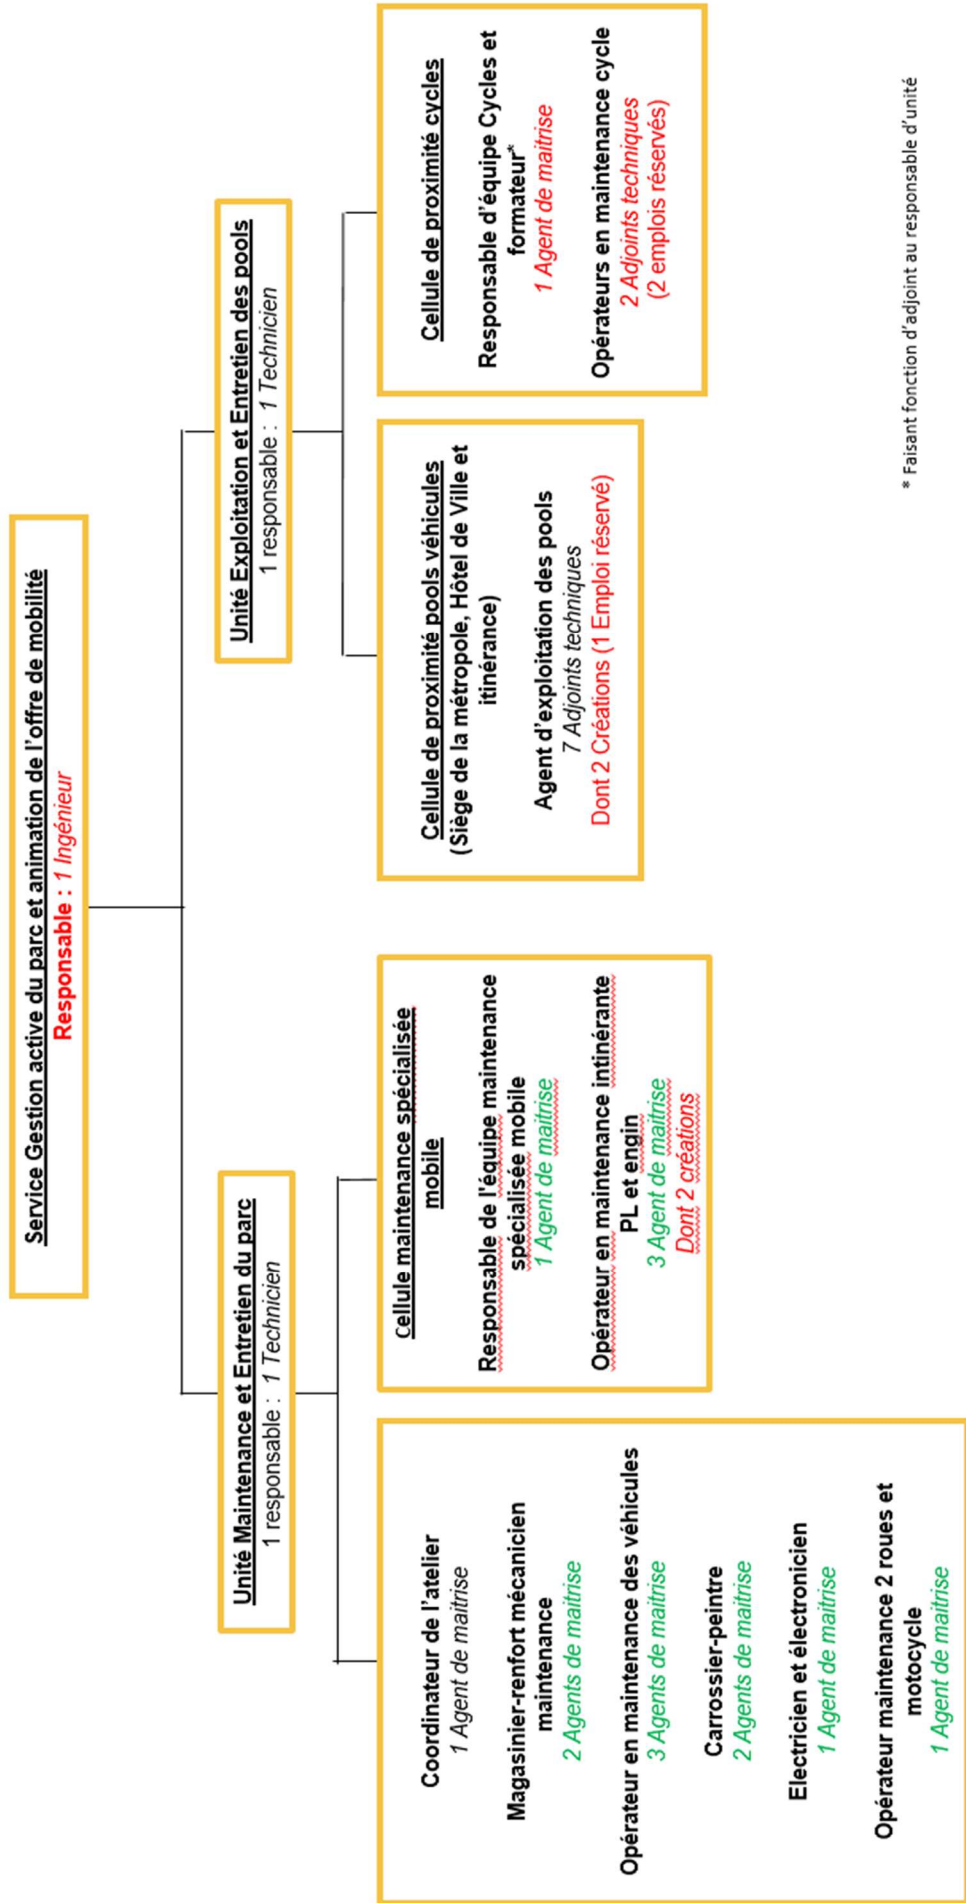 Service Gestion active du parc et animation de l'offre de mobilité
Responsable : 1 Ingénieur
Unité Maintenance et Entretien du parc
1 responsable : 1 Technicien
Coordinateur de l'atelier
1 Agent de maitrise
Magasinier-renfort mécanicien
maintenance
2 Agents de maitrise
Opérateur en maintenance des véhicules
3 Agents de maitrise
Carrossier-peintre
2 Agents de maitrise
Electricien et électronicien
1 Agent de maitrise
Opérateur maintenance 2 roues et
motocycle
1 Agent de maitrise
Cellule maintenance spécialisée
mobile
Responsable de l'équipe maintenance
spécialisée mobile
1 Agent de maitrise
Opérateur en maintenance intinérante
PL et engin
3 Agent de maitrise
Dont 2 créations
Unité Exploitation et Entretien des pools
1 responsable : 1 Technicien
Cellule de proximité pools véhicules
(Siège de la métropole, Hôtel de Ville et
itinérance)
Agent d'exploitation des pools
7 Adjoints techniques
Dont 2 Créations (1 Emploi réservé)
Cellule de proximité cycles
Responsable d'équipe Cycles et
formateur*
1 Agent de maitrise
Opérateurs en maintenance cycle
2 Adjoints techniques
(2 emplois réservés)
* Faisant fonction d'adjoint au responsable d'unité